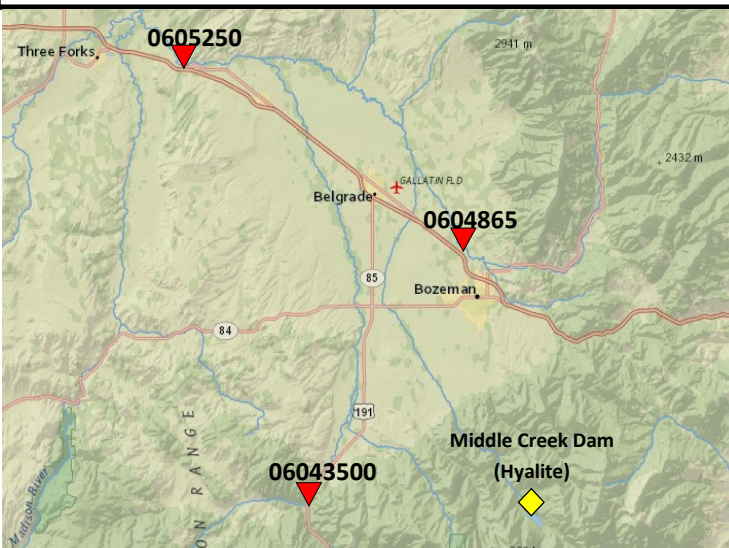 0605250
Three Forks
2941 m
2432 m
GALLATIN FLD
Belgrade
0604865
85
Bozeman
84
191
Middle Creek Dam
(Hyalite)
06043500
ON RANGE
Madison River